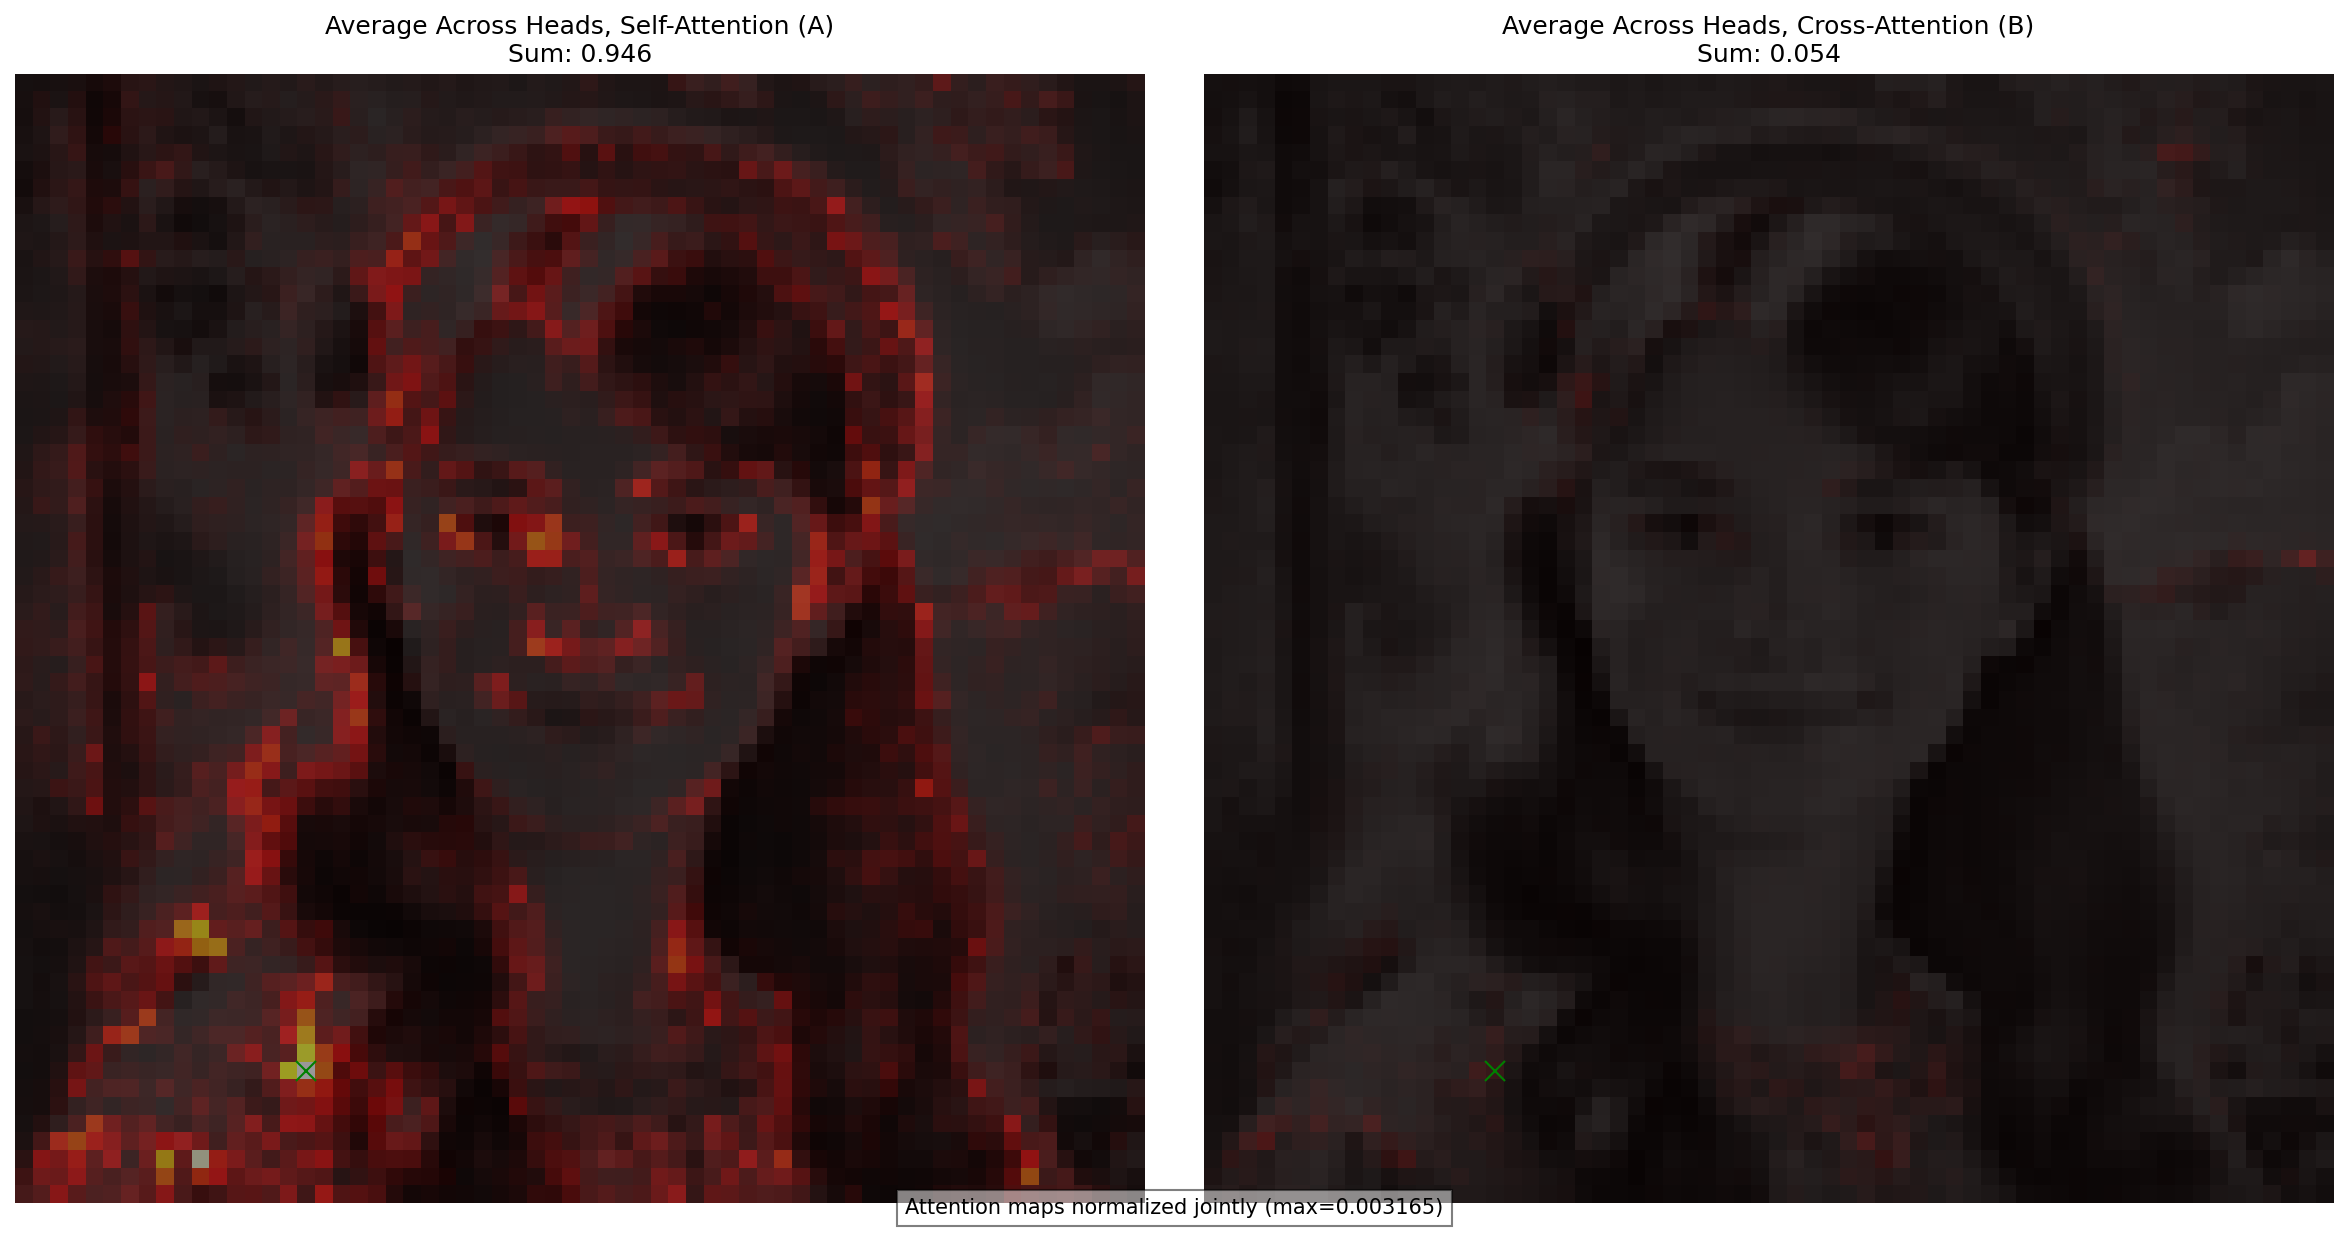 Average Across Heads, Self-Attention (A)
Sum: 0.946
Average Across Heads, Cross-Attention (B)
Sum: 0.054
Attention maps normalized jointly (max=0.003165)